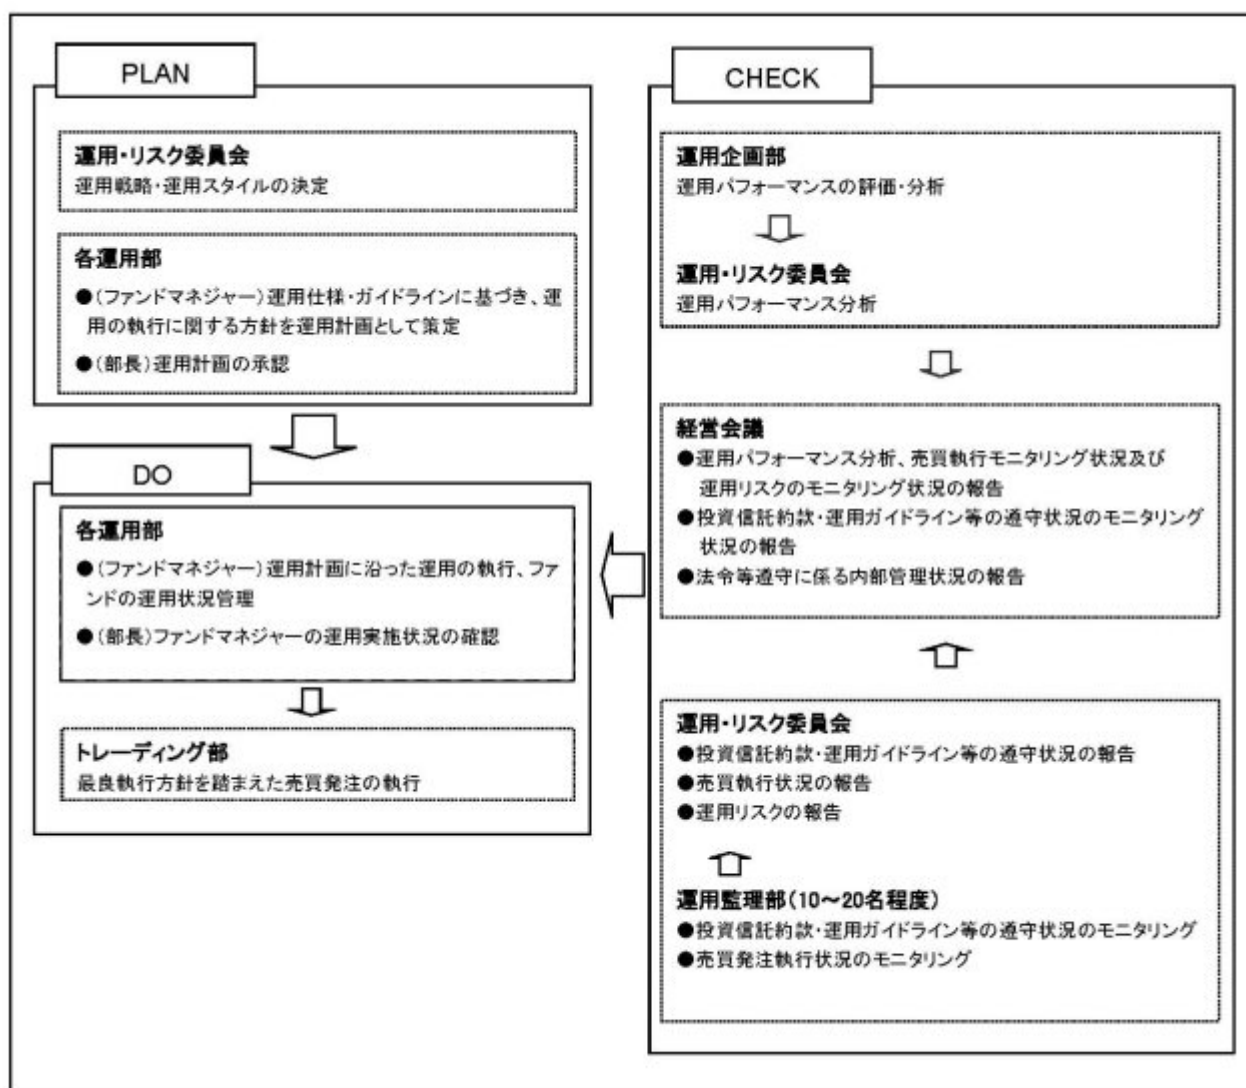 PLAN
運用・リスク委員会
運用戦略・運用スタイルの決定
各運用部
●(ファンドマネジャー)運用仕様・ガイドラインに基づき、運
用の執行に関する方針を運用計画として策定
●(部長)運用計画の承認
DO
各運用部
●(ファンドマネジャー)運用計画に沿った運用の執行、ファ
ンドの運用状況管理
●(部長)ファンドマネジャーの運用実施状況の確認
トレーディング部
最良執行方針を踏まえた売買発注の執行
CHECK
運用企画部
運用パフォーマンスの評価・分析
運用・リスク委員会
運用パフォーマンス分析
経営会議
●運用パフォーマンス分析、売買執行モニタリング状況及び
運用リスクのモニタリング状況の報告
●投資信託約款・運用ガイドライン等の遵守状況のモニタリング
状況の報告
●法令等遵守に係る内部管理状況の報告
運用・リスク委員会
●投資信託約款・運用ガイドライン等の遵守状況の報告
●売買執行状況の報告
●運用リスクの報告
運用監理部(10～20名程度)
●投資信託約款・運用ガイドライン等の遵守状況のモニタリング
●売買発注執行状況のモニタリング